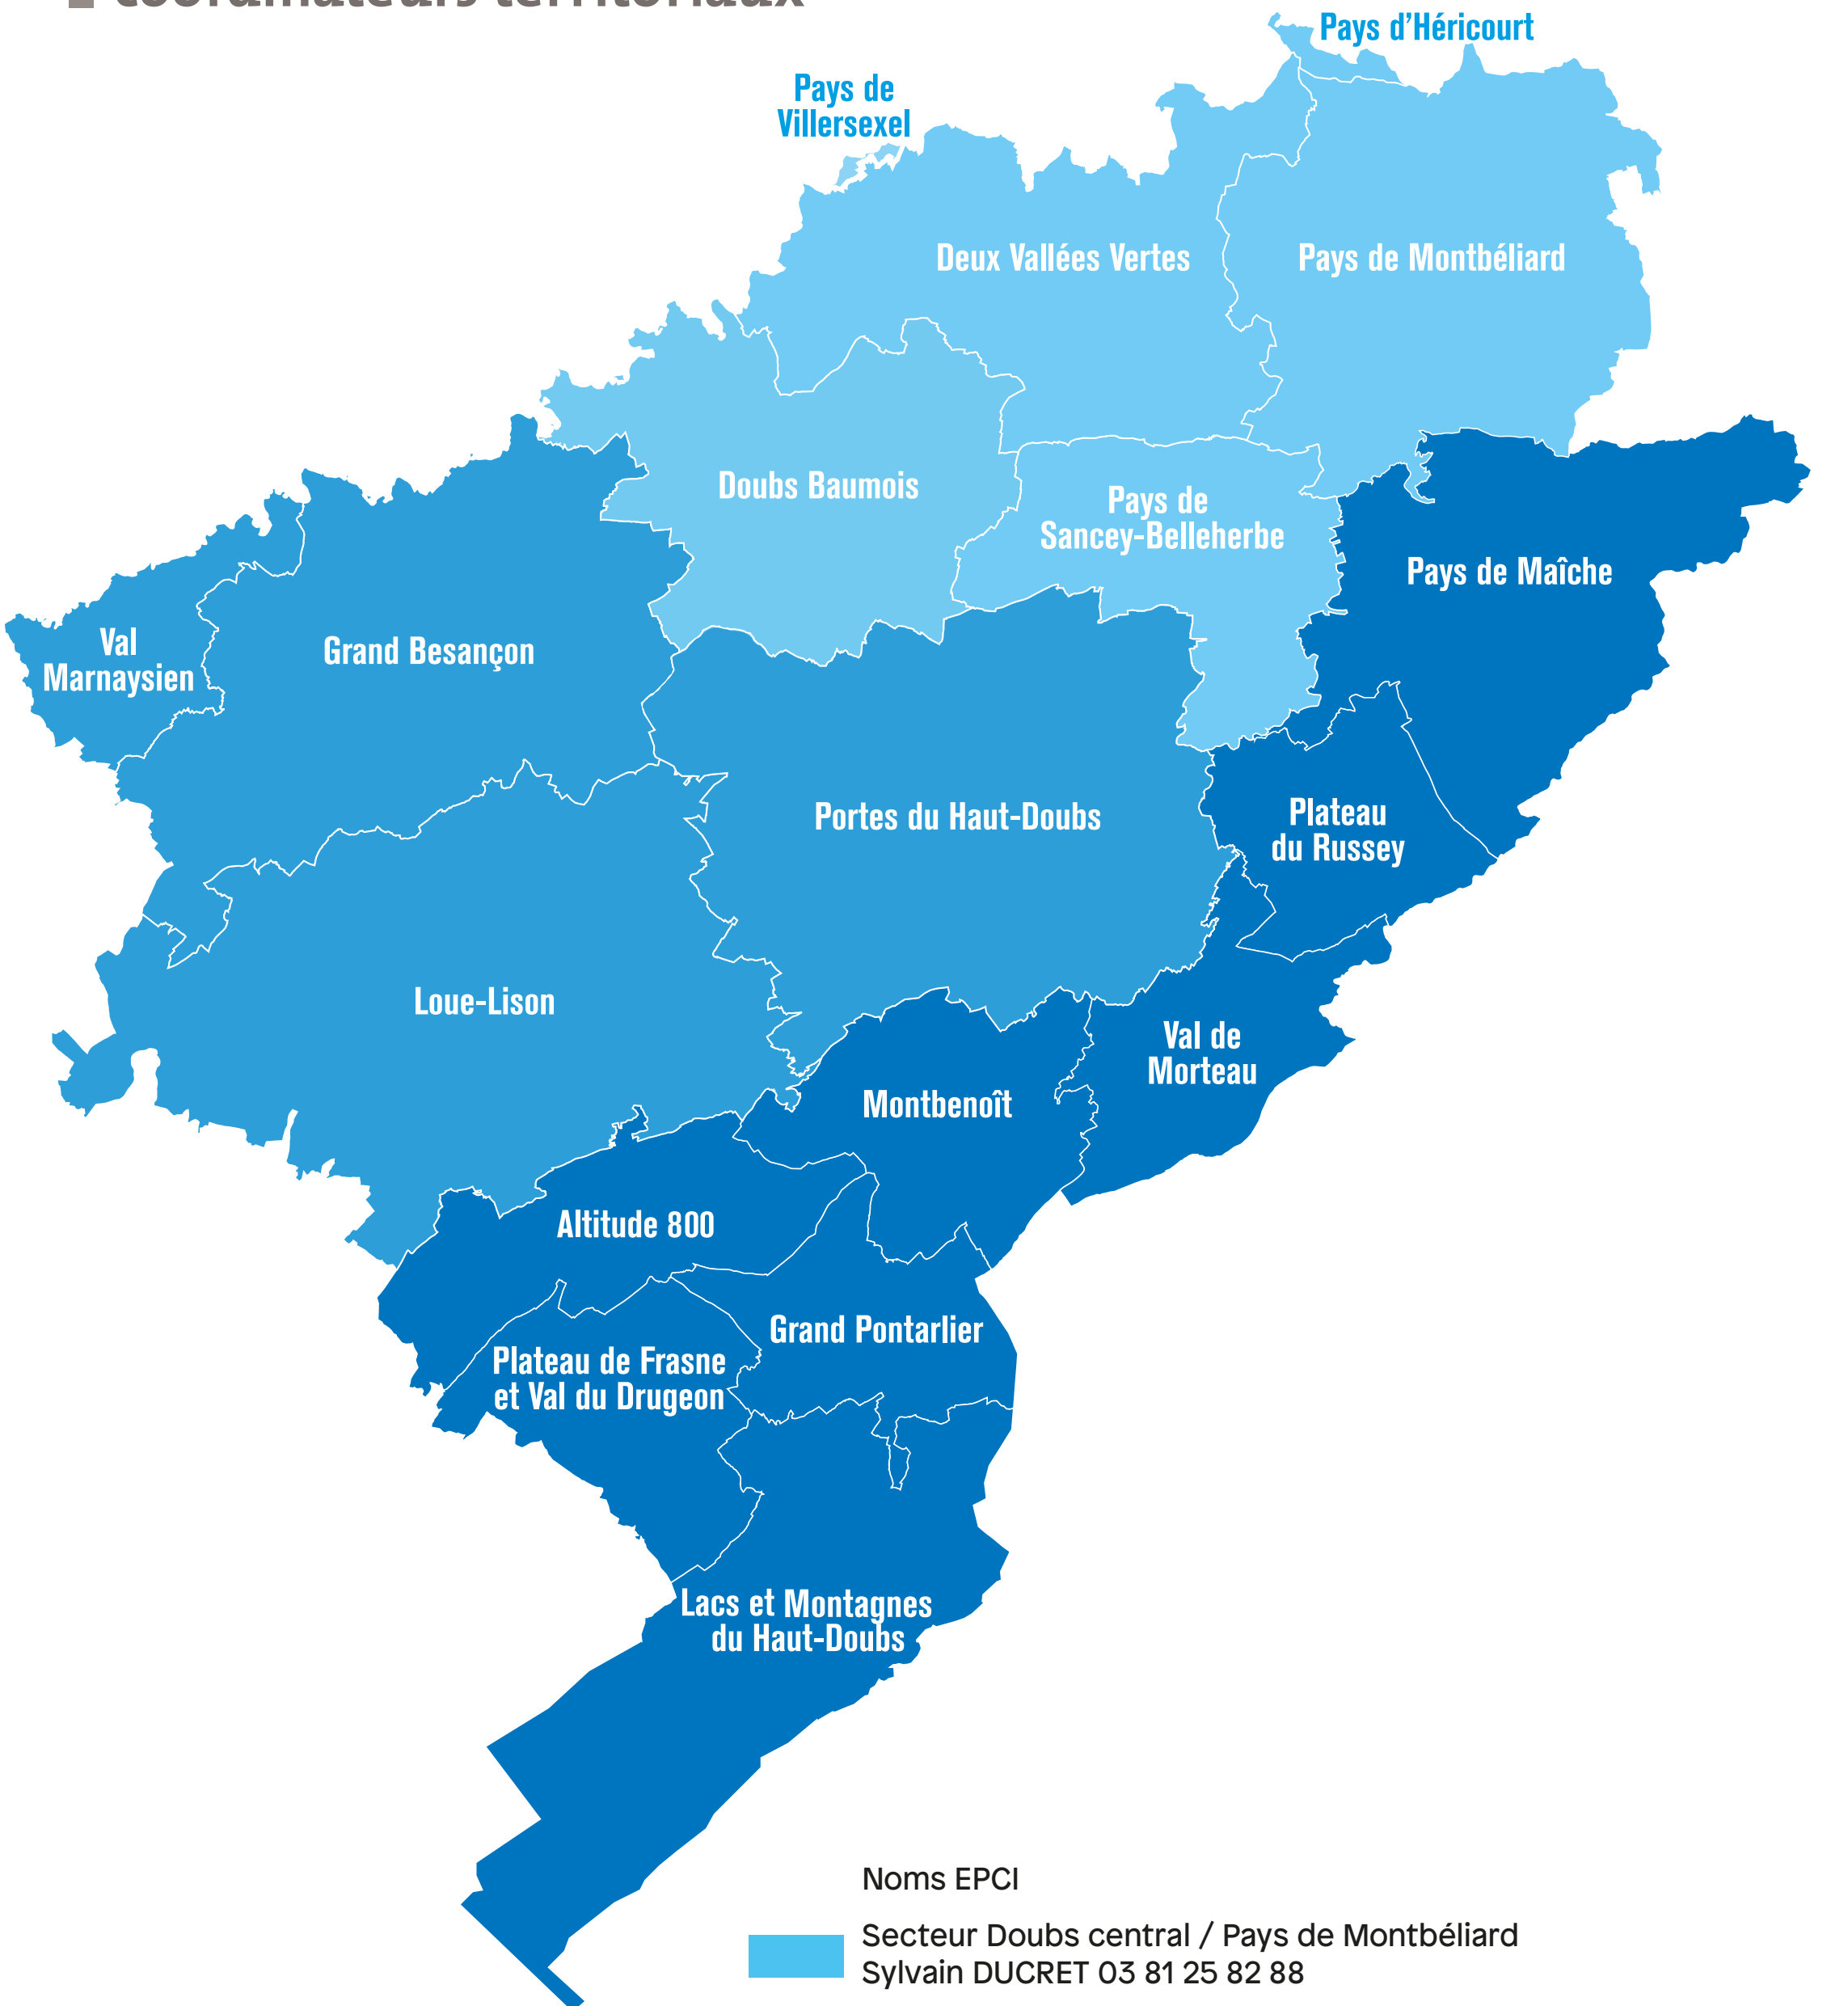 coordinateurs territoriaux
Pays d’Héricourt
Pays de
Villersexel
Deux Vallées Vertes
Pays de Montbéliard
Doubs Baumois
Pays de
Sancey-Belleherbe
Pays de Maîche
Val
Marnaysien
Grand Besançon
Portes du Haut-Doubs
Plateau
du Russey
Loue-Lison
Val de
Morteau
Montbenoît
Altitude 800
Grand Pontarlier
Plateau de Frasne
et Val du Drugeon
Lacs et Montagnes
du Haut-Doubs
Noms EPCI
Secteur Doubs central / Pays de Montbéliard
Sylvain DUCRET 03 81 25 82 88